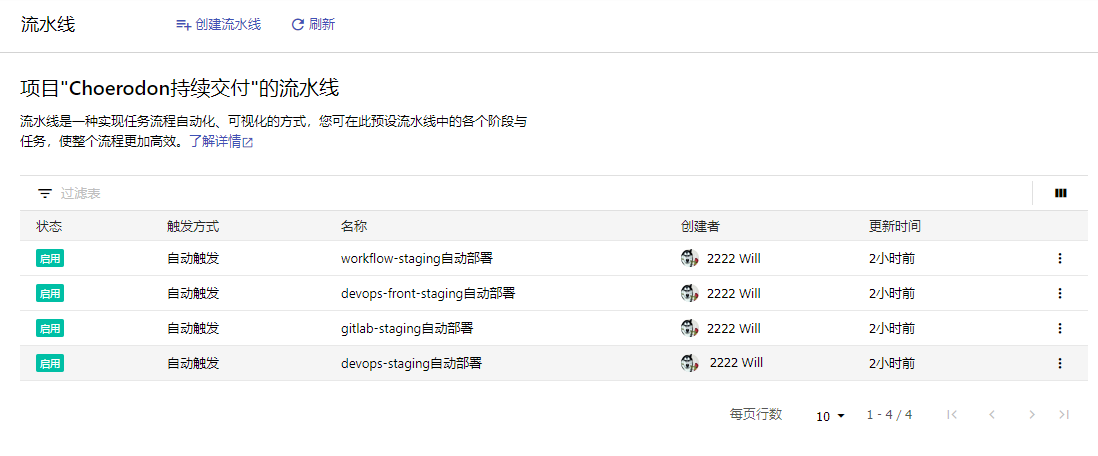 流水线 创建流水线 刷新
项目"Choerodon持续交付"的流水线
流水线是一种实现任务流程自动化、可视化的方式，您可在此预设流水线中的各个阶段与
任务，使整个流程更加高效。了解详情
过滤表
状态 触发方式 名称 创建者 更新时间
启用 自动触发 workflow-staging自动部署 2222 Will 2小时前
启用 自动触发 devops-front-staging自动部署 2222 Will 2小时前
启用 自动触发 gitlab-staging自动部署 2222 Will 2小时前
启用 自动触发 devops-staging自动部署 2222 Will 2小时前
每页行数 10 1 - 4 / 4